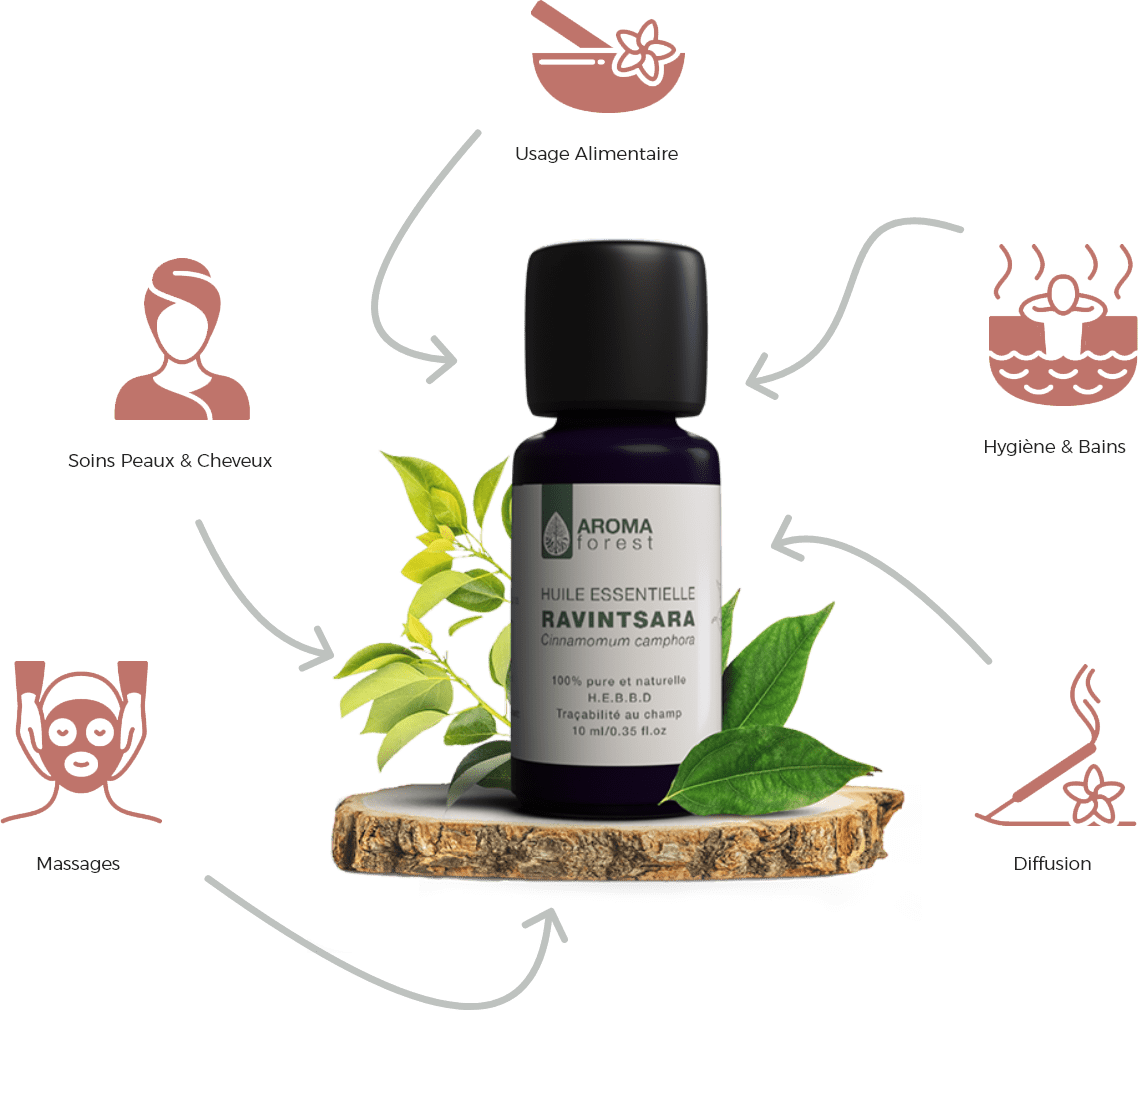 Usage Alimentaire
Soins Peaux & Cheveux
Hygiène & Bains
AROMA
forest
HUILE ESSENTIELLE
RAVINTSARA
Cinnamomum camphora
100% pure et naturelle
H.E.B.B.D
Traçabilité au champ
10 ml/0.35 fl.oz
Massages
Diffusion